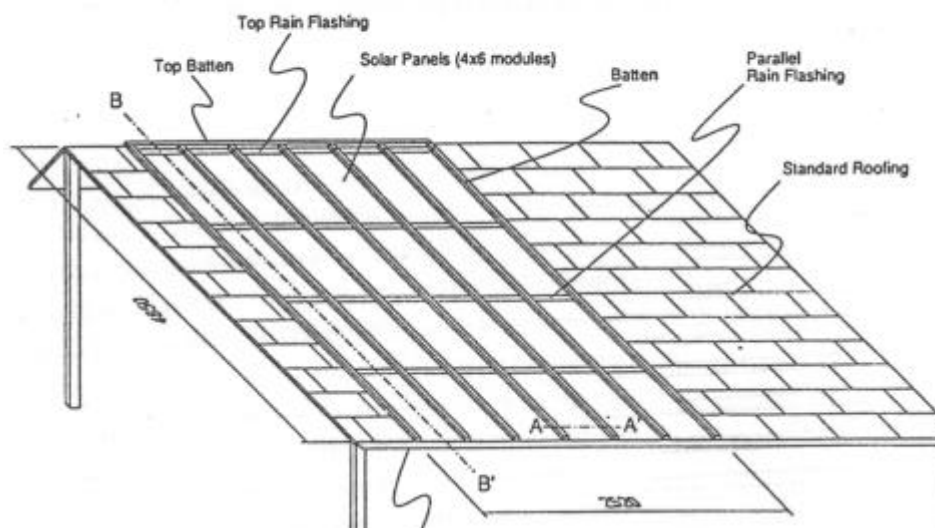 Top Rain Flashing
Top Batten
Solar Panels (4x6 modules)
Batten
Parallel
Rain Flashing
B
Standard Roofing
A
A'
B'